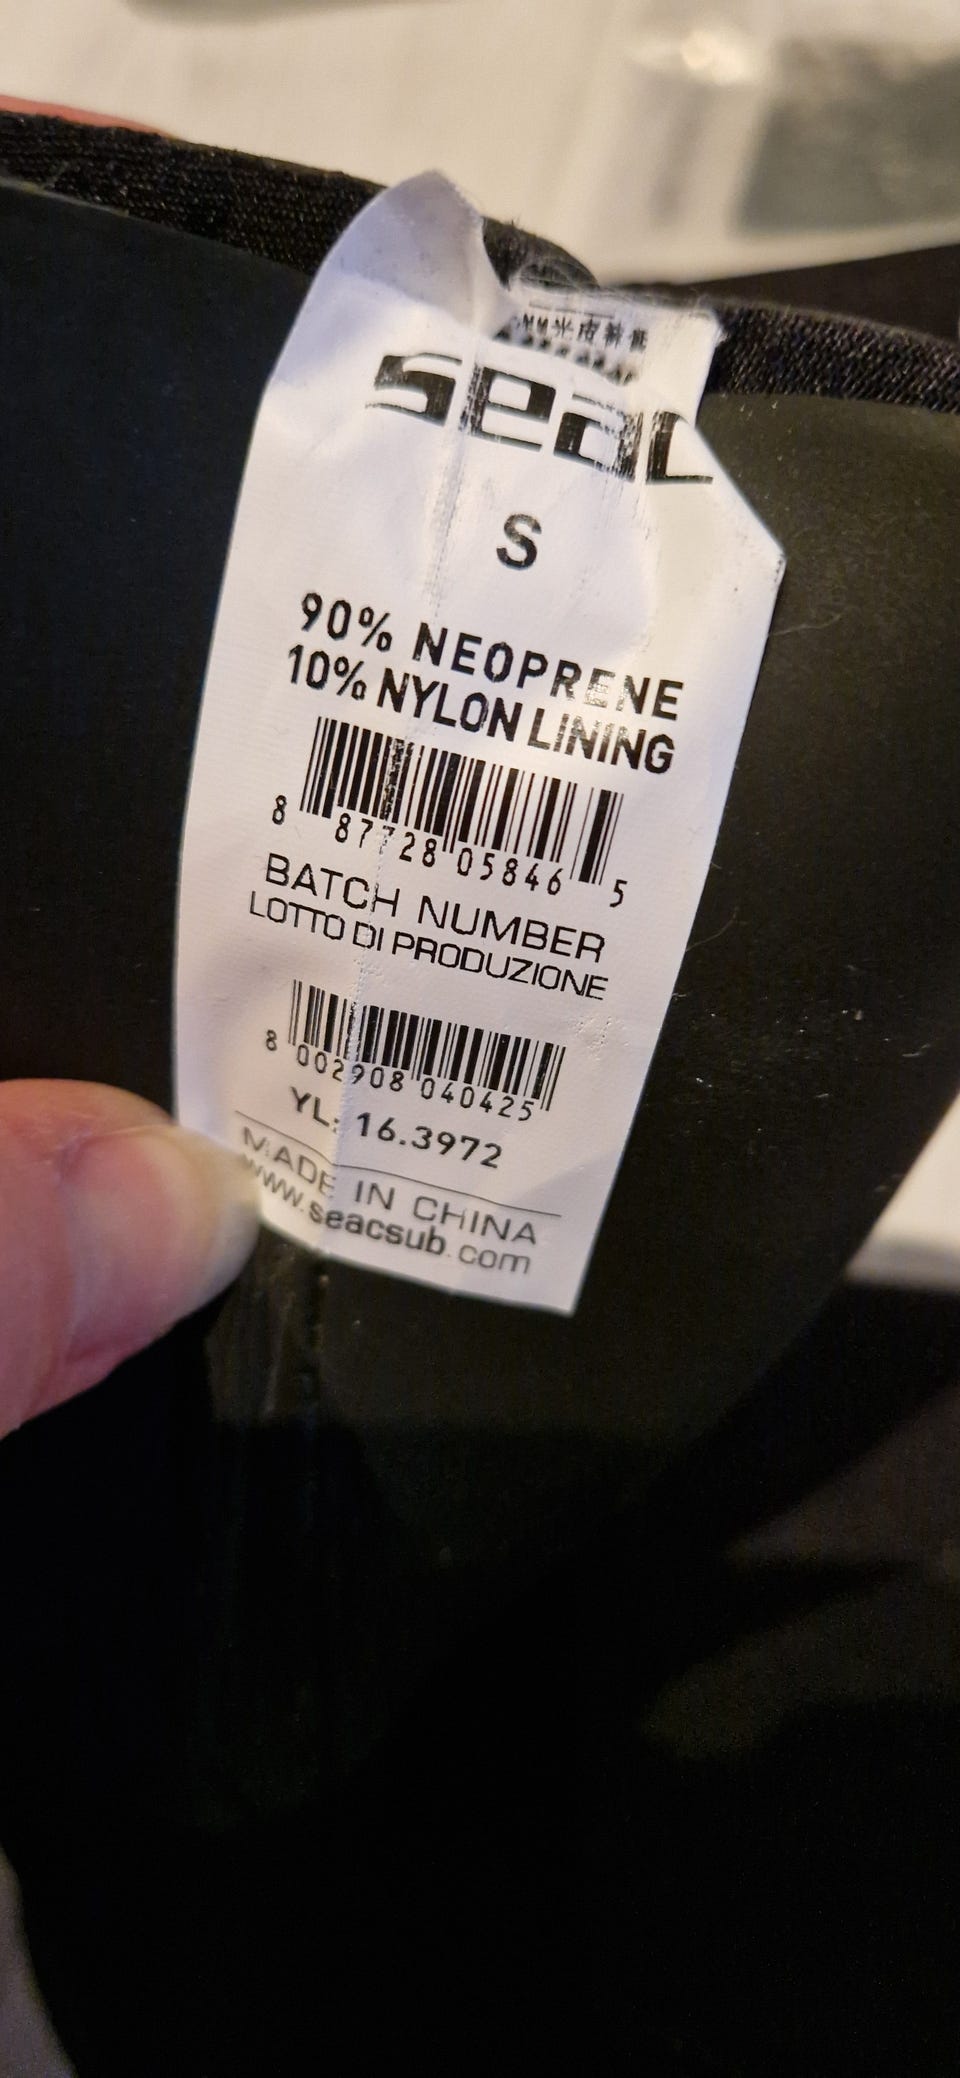 seac
S
90% NEOPRENE
10% NYLON LINING
8 87728 05846 5
BATCH NUMBER
LOTTO DI PRODUZIONE
8 002908 040425
YL: 16.3972
MADE IN CHINA
www.seacsub.com